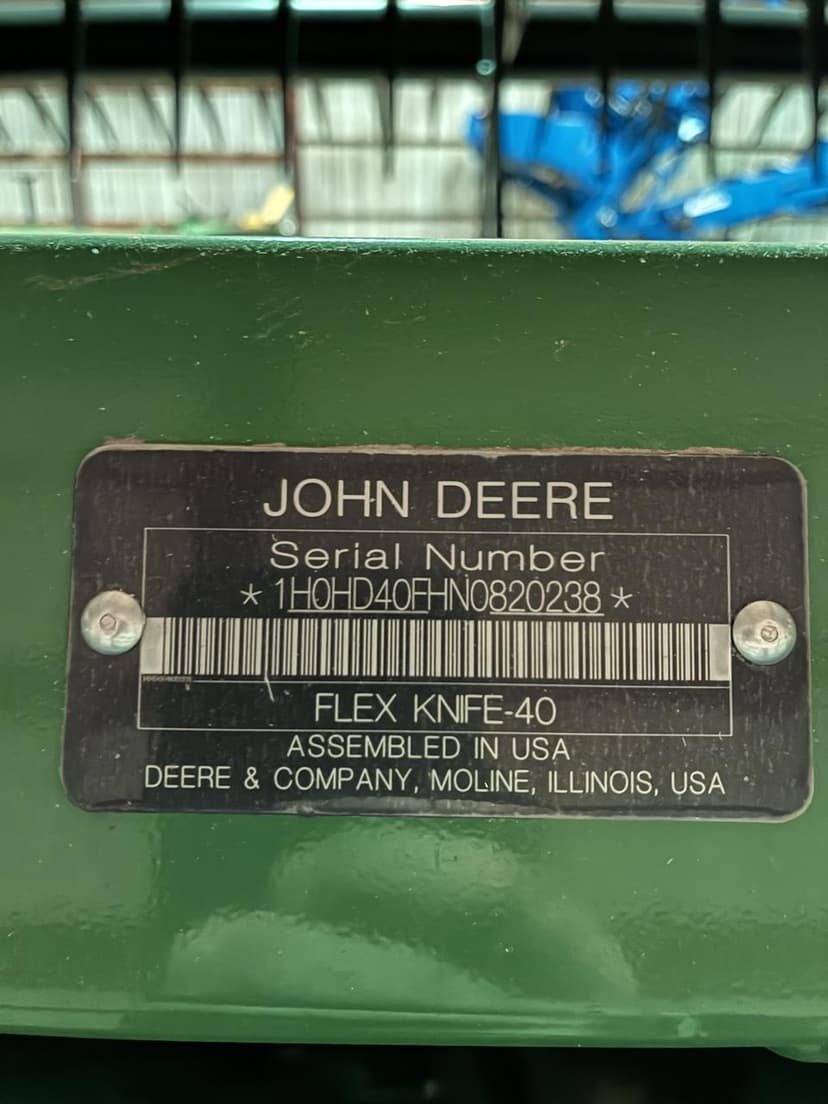 JOHN DEERE
Serial Number
*1H0HD40FHN0820238*
FLEX KNIFE-40
ASSEMBLED IN USA
DEERE & COMPANY, MOLINE, ILLINOIS, USA